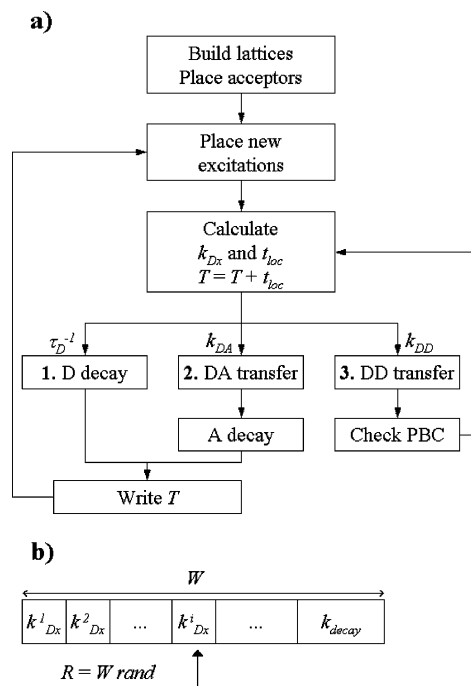 a)
Build lattices
Place acceptors
Place new
excitations
Calculate
k_Dx and t_loc
T = T + t_loc
τ_D^-1
k_DA
k_DD
1. D decay
2. DA transfer
3. DD transfer
A decay
Check PBC
Write T
b)
W
k^1_Dx
k^2_Dx
...
k^i_Dx
...
k_decay
R = W rand